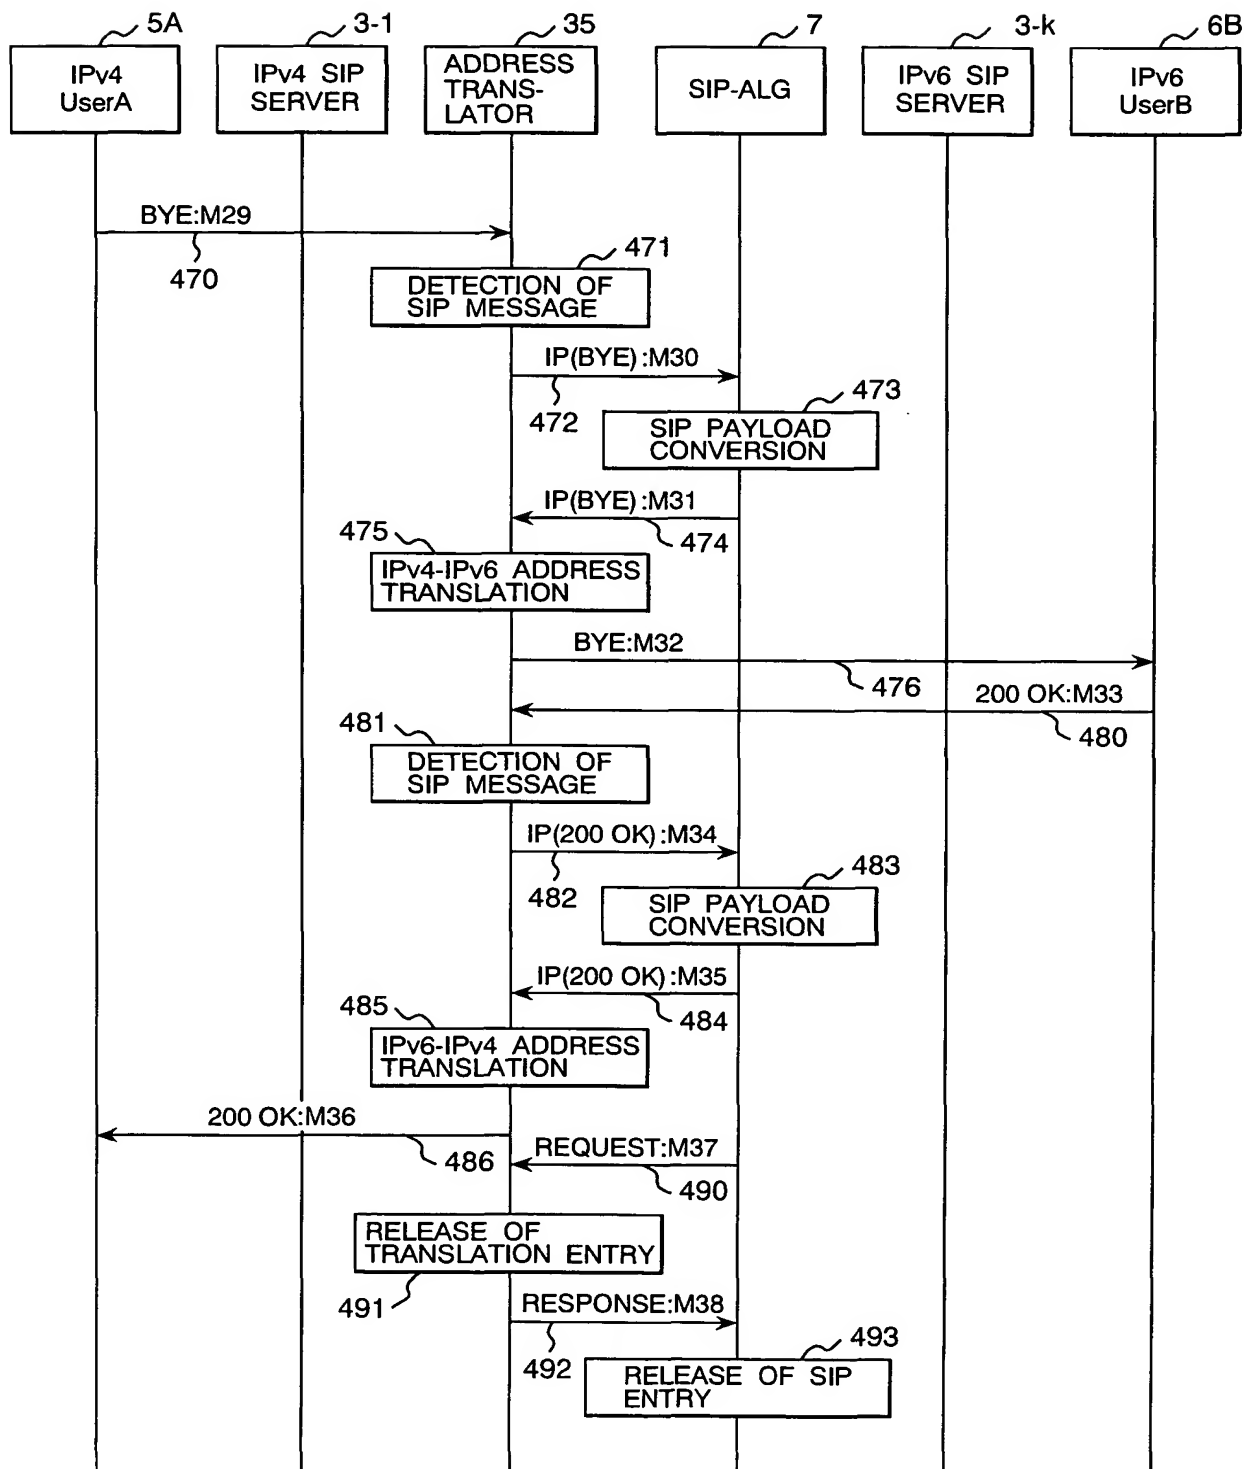 5A
3-1
35
7
3-k
6B
IPv4
UserA
IPv4 SIP
SERVER
ADDRESS
TRANS-
LATOR
SIP-ALG
IPv6 SIP
SERVER
IPv6
UserB
BYE:M29
470
471
DETECTION OF
SIP MESSAGE
IP(BYE) :M30
472
473
SIP PAYLOAD
CONVERSION
IP(BYE) :M31
474
475
IPv4-IPv6 ADDRESS
TRANSLATION
BYE:M32
476
200 OK:M33
480
481
DETECTION OF
SIP MESSAGE
IP(200 OK) :M34
482
483
SIP PAYLOAD
CONVERSION
IP(200 OK) :M35
484
485
IPv6-IPv4 ADDRESS
TRANSLATION
200 OK:M36
486
REQUEST:M37
490
RELEASE OF
TRANSLATION ENTRY
491
RESPONSE:M38
492
493
RELEASE OF SIP
ENTRY